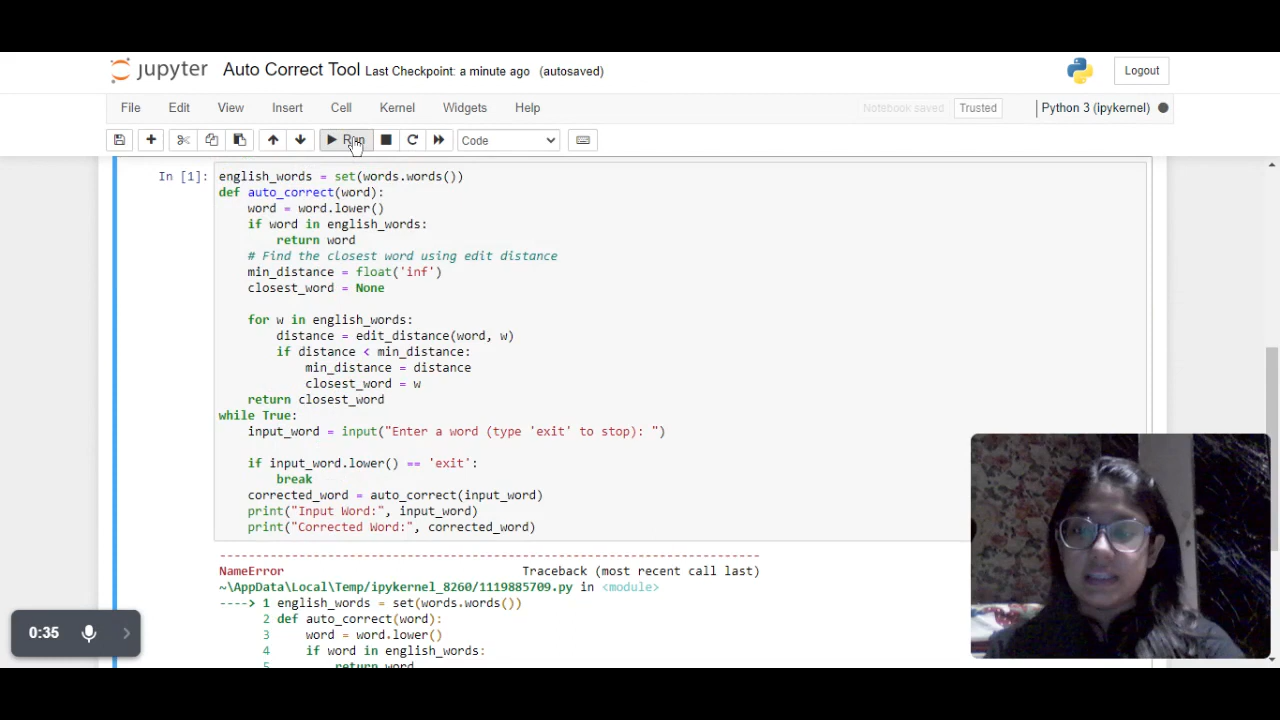 jupyter Auto Correct Tool Last Checkpoint: a minute ago (autosaved)
Logout
File Edit View Insert Cell Kernel Widgets Help
Notebook saved Trusted Python 3 (ipykernel)
Run Code
In [1]: english_words = set(words.words())
def auto_correct(word):
    word = word.lower()
    if word in english_words:
        return word
    # Find the closest word using edit distance
    min_distance = float('inf')
    closest_word = None
    for w in english_words:
        distance = edit_distance(word, w)
        if distance < min_distance:
            min_distance = distance
            closest_word = w
    return closest_word
while True:
    input_word = input("Enter a word (type 'exit' to stop): ")
    if input_word.lower() == 'exit':
        break
    corrected_word = auto_correct(input_word)
    print("Input Word:", input_word)
    print("Corrected Word:", corrected_word)
---------------------------------------------------------------------------
NameError Traceback (most recent call last)
~\AppData\Local\Temp/ipykernel_8260/1119885709.py in <module>
----> 1 english_words = set(words.words())
2 def auto_correct(word):
3     word = word.lower()
4     if word in english_words:
5         return word
0:35